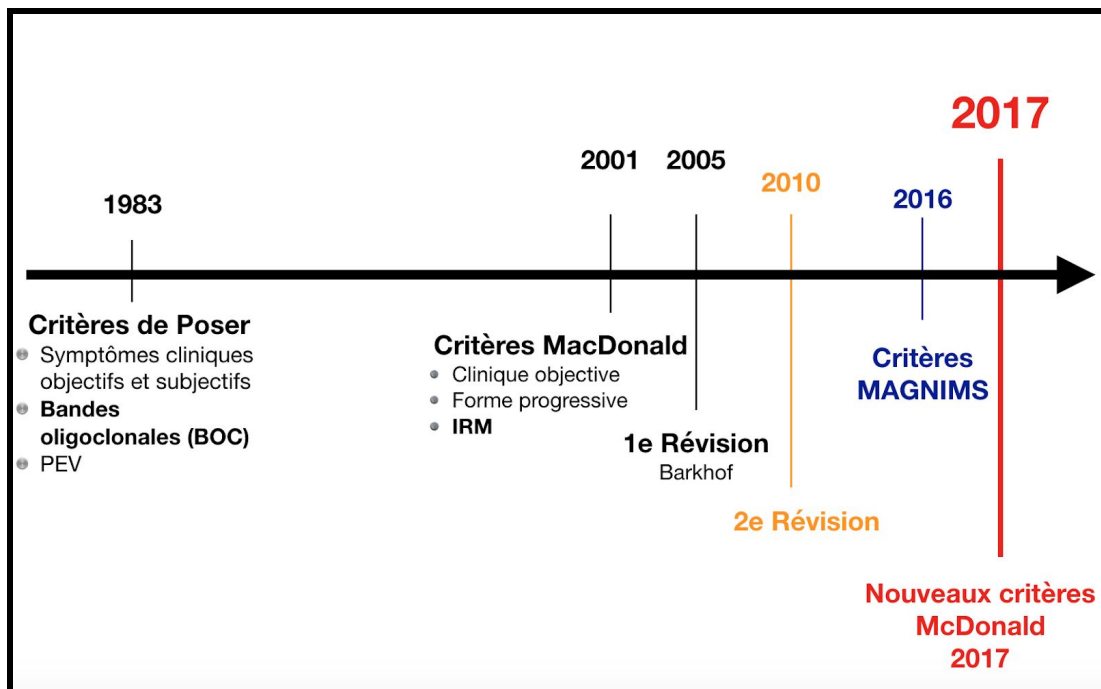 2017
2001
2005
2010
2016
1983
Critères de Poser
Symptômes cliniques
objectifs et subjectifs
Bandes
oligoclonales (BOC)
PEV
Critères MacDonald
Clinique objective
Forme progressive
IRM
1e Révision
Barkhof
2e Révision
Critères
MAGNIMS
Nouveaux critères
McDonald
2017